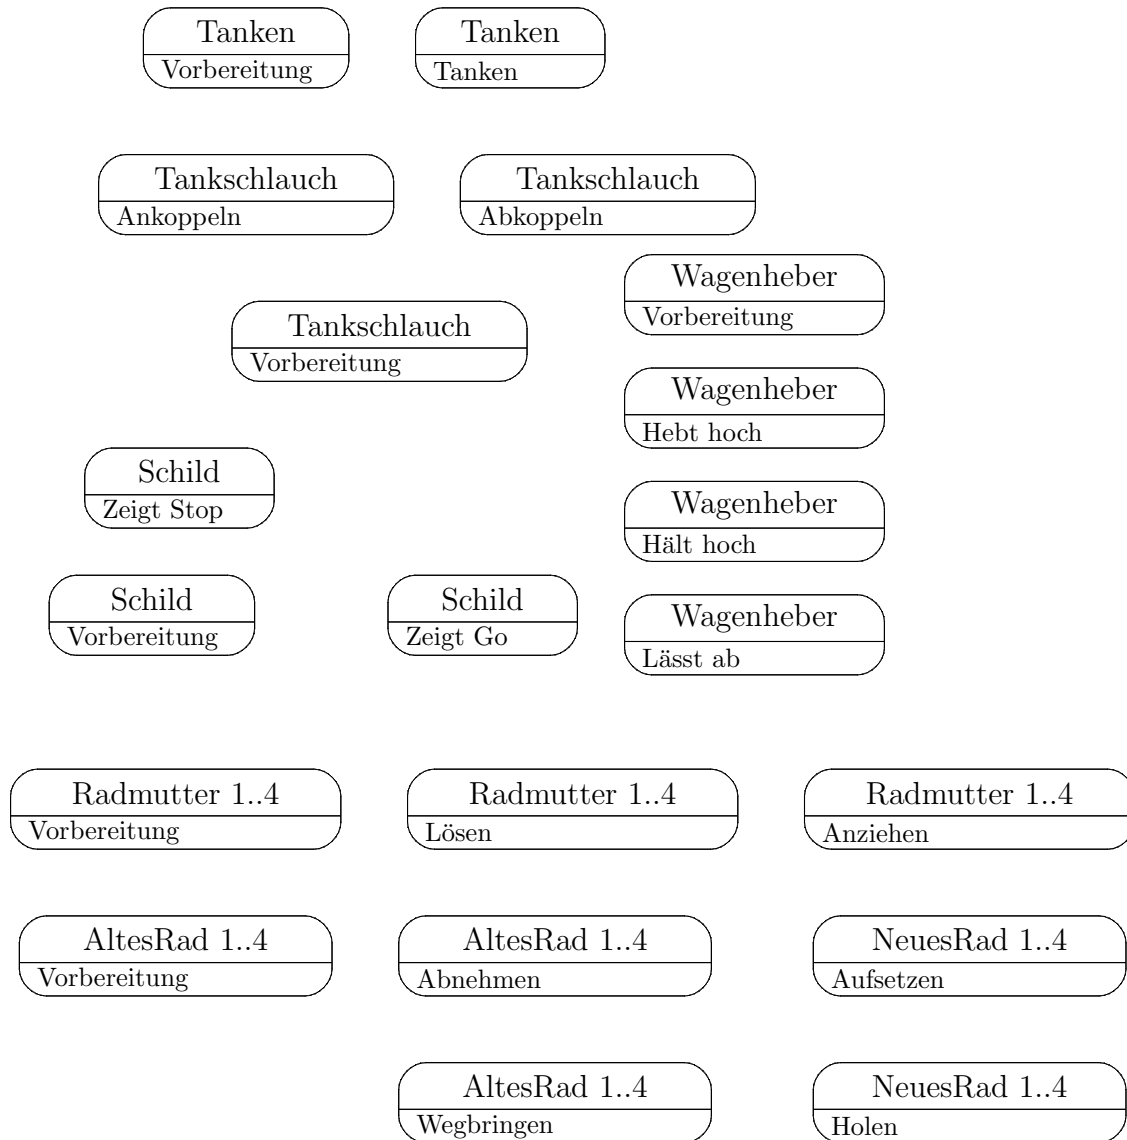 Tanken
Vorbereitung
Tanken
Tanken
Tankschlauch
Ankoppeln
Tankschlauch
Abkoppeln
Wagenheber
Vorbereitung
Tankschlauch
Vorbereitung
Wagenheber
Hebt hoch
Schild
Zeigt Stop
Wagenheber
Hält hoch
Schild
Vorbereitung
Schild
Zeigt Go
Wagenheber
Lässt ab
Radmutter 1..4
Vorbereitung
Radmutter 1..4
Lösen
Radmutter 1..4
Anziehen
AltesRad 1..4
Vorbereitung
AltesRad 1..4
Abnehmen
NeuesRad 1..4
Aufsetzen
AltesRad 1..4
Wegbringen
NeuesRad 1..4
Holen